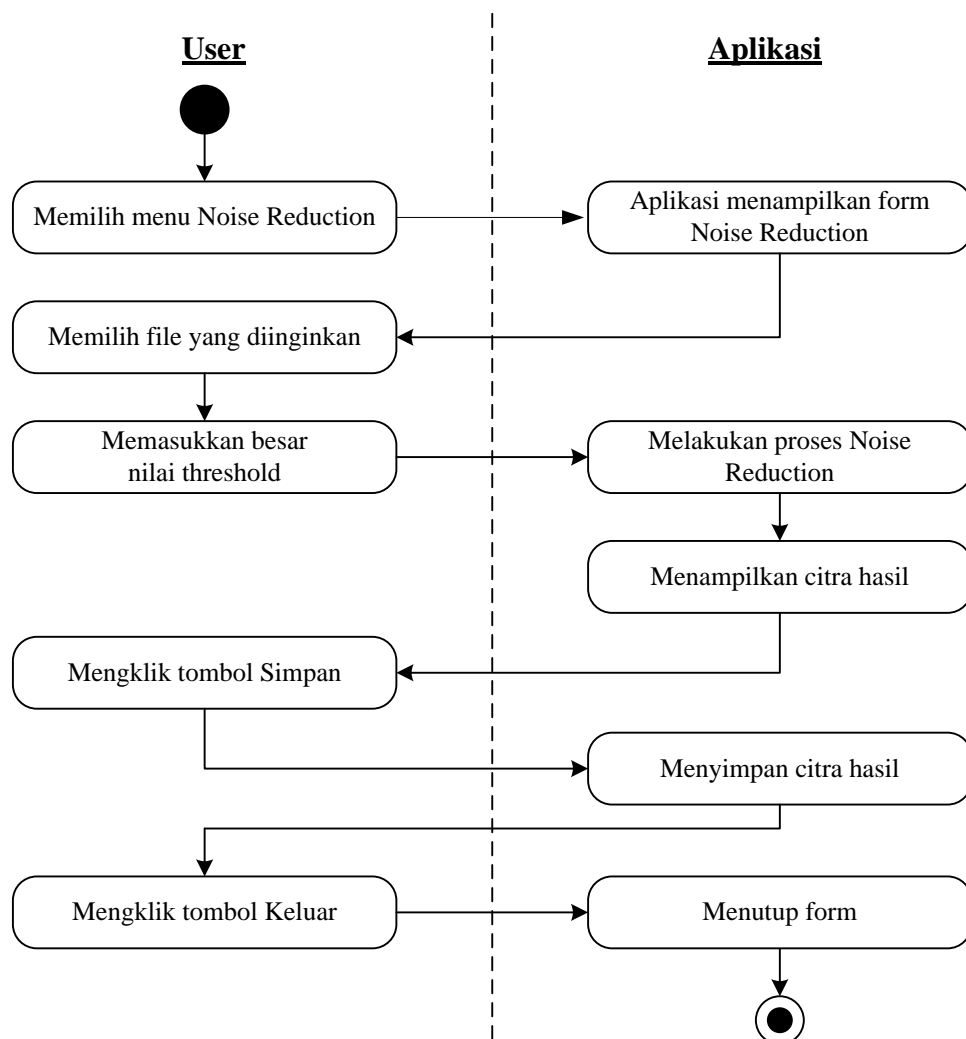 User
Aplikasi
Memilih menu Noise Reduction
Aplikasi menampilkan form
Noise Reduction
Memilih file yang diinginkan
Memasukkan besar
nilai threshold
Melakukan proses Noise
Reduction
Menampilkan citra hasil
Mengklik tombol Simpan
Menyimpan citra hasil
Mengklik tombol Keluar
Menutup form